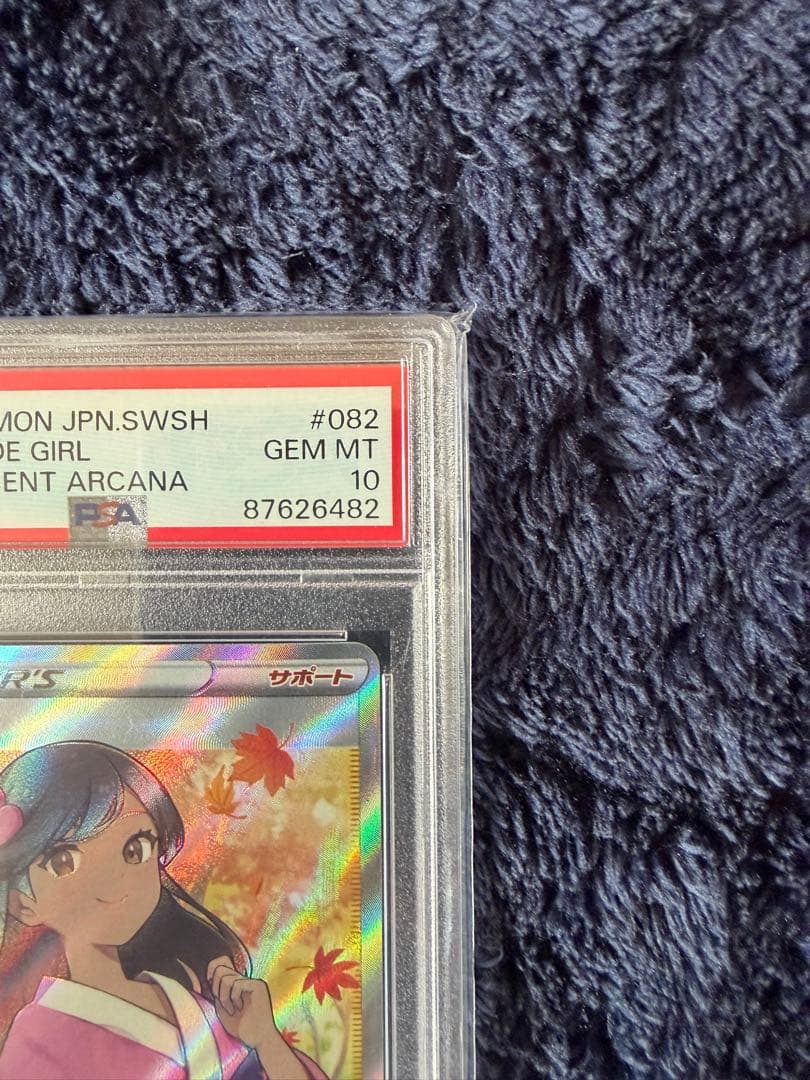 MON JPN.SWSH #082
DE GIRL GEM MT
ENT ARCANA 10
PSA 87626482
R'S サポート